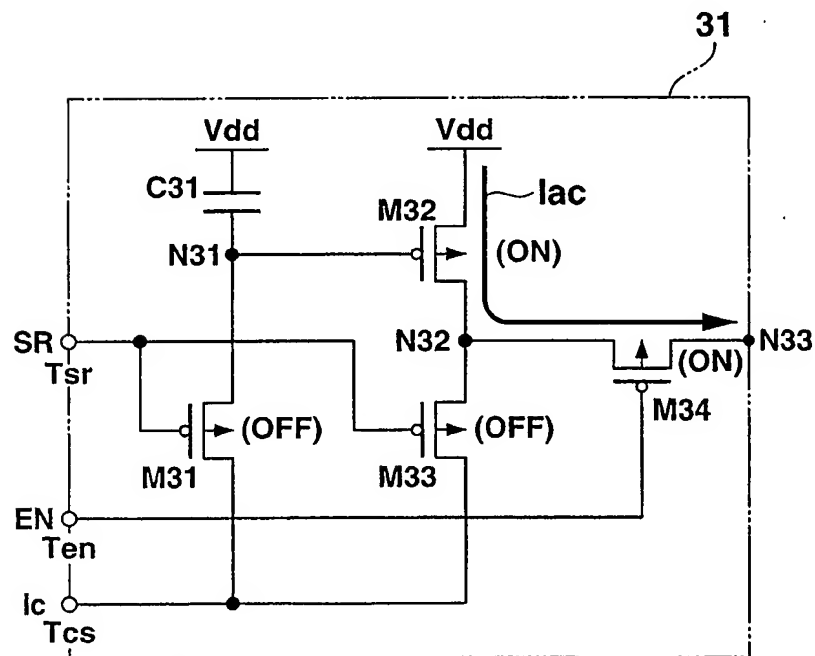 31
Vdd
Vdd
C31
Iac
M32
N31
(ON)
SR
N32
N33
Tsr
(ON)
(OFF)
(OFF)
M34
M31
M33
EN
Ten
Ic
Tcs